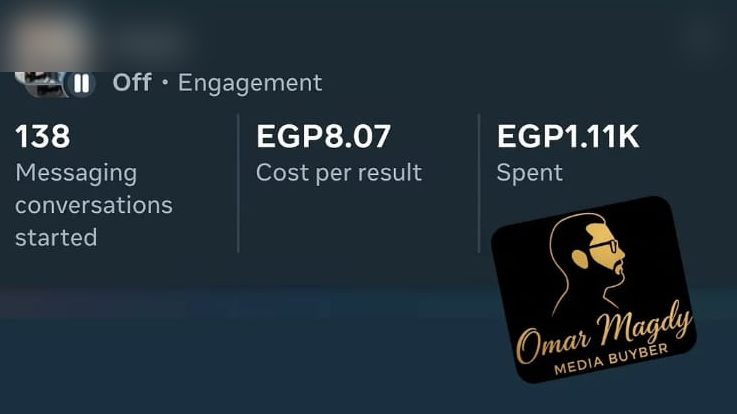 Off • Engagement
138
Messaging
conversations
started
EGP8.07
Cost per result
EGP1.11K
Spent
Omar Magdy
MEDIA BUYBER